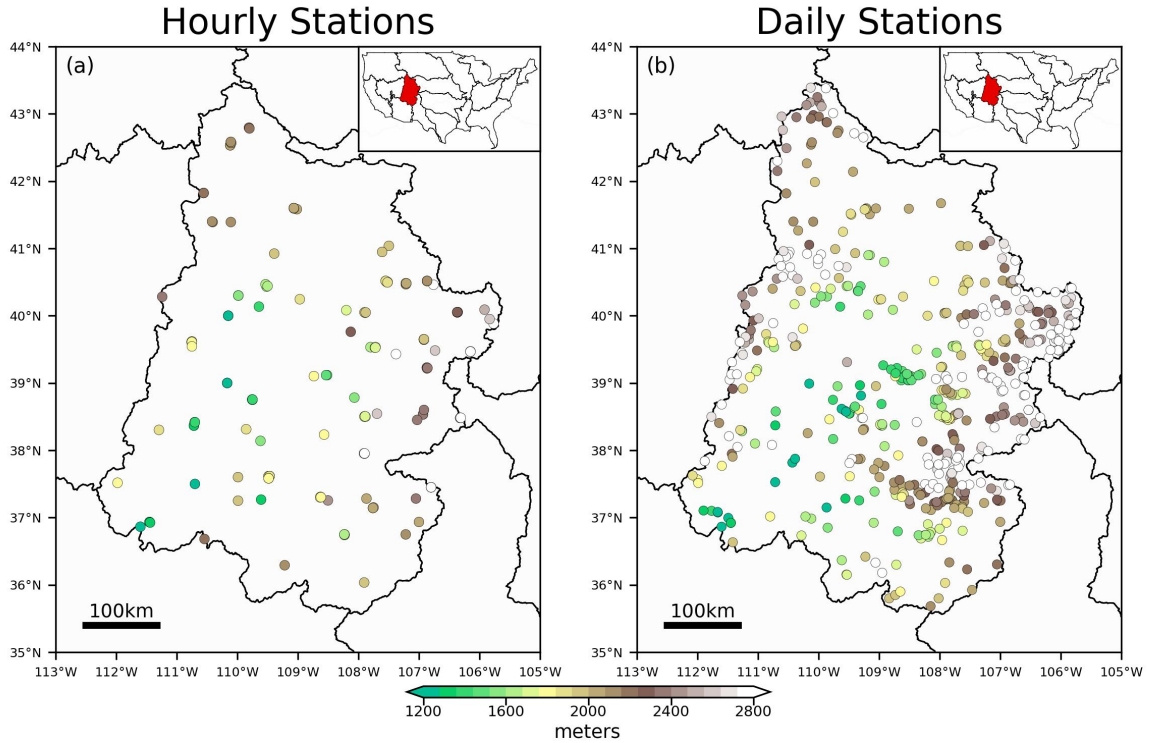 Hourly Stations
Daily Stations
(a)
(b)
44°N
43°N
42°N
41°N
40°N
39°N
38°N
37°N
36°N
35°N
44°N
43°N
42°N
41°N
40°N
39°N
38°N
37°N
36°N
35°N
100km
100km
113°W 112°W 111°W 110°W 109°W 108°W 107°W 106°W 105°W
113°W 112°W 111°W 110°W 109°W 108°W 107°W 106°W 105°W
1200 1600 2000 2400 2800
meters